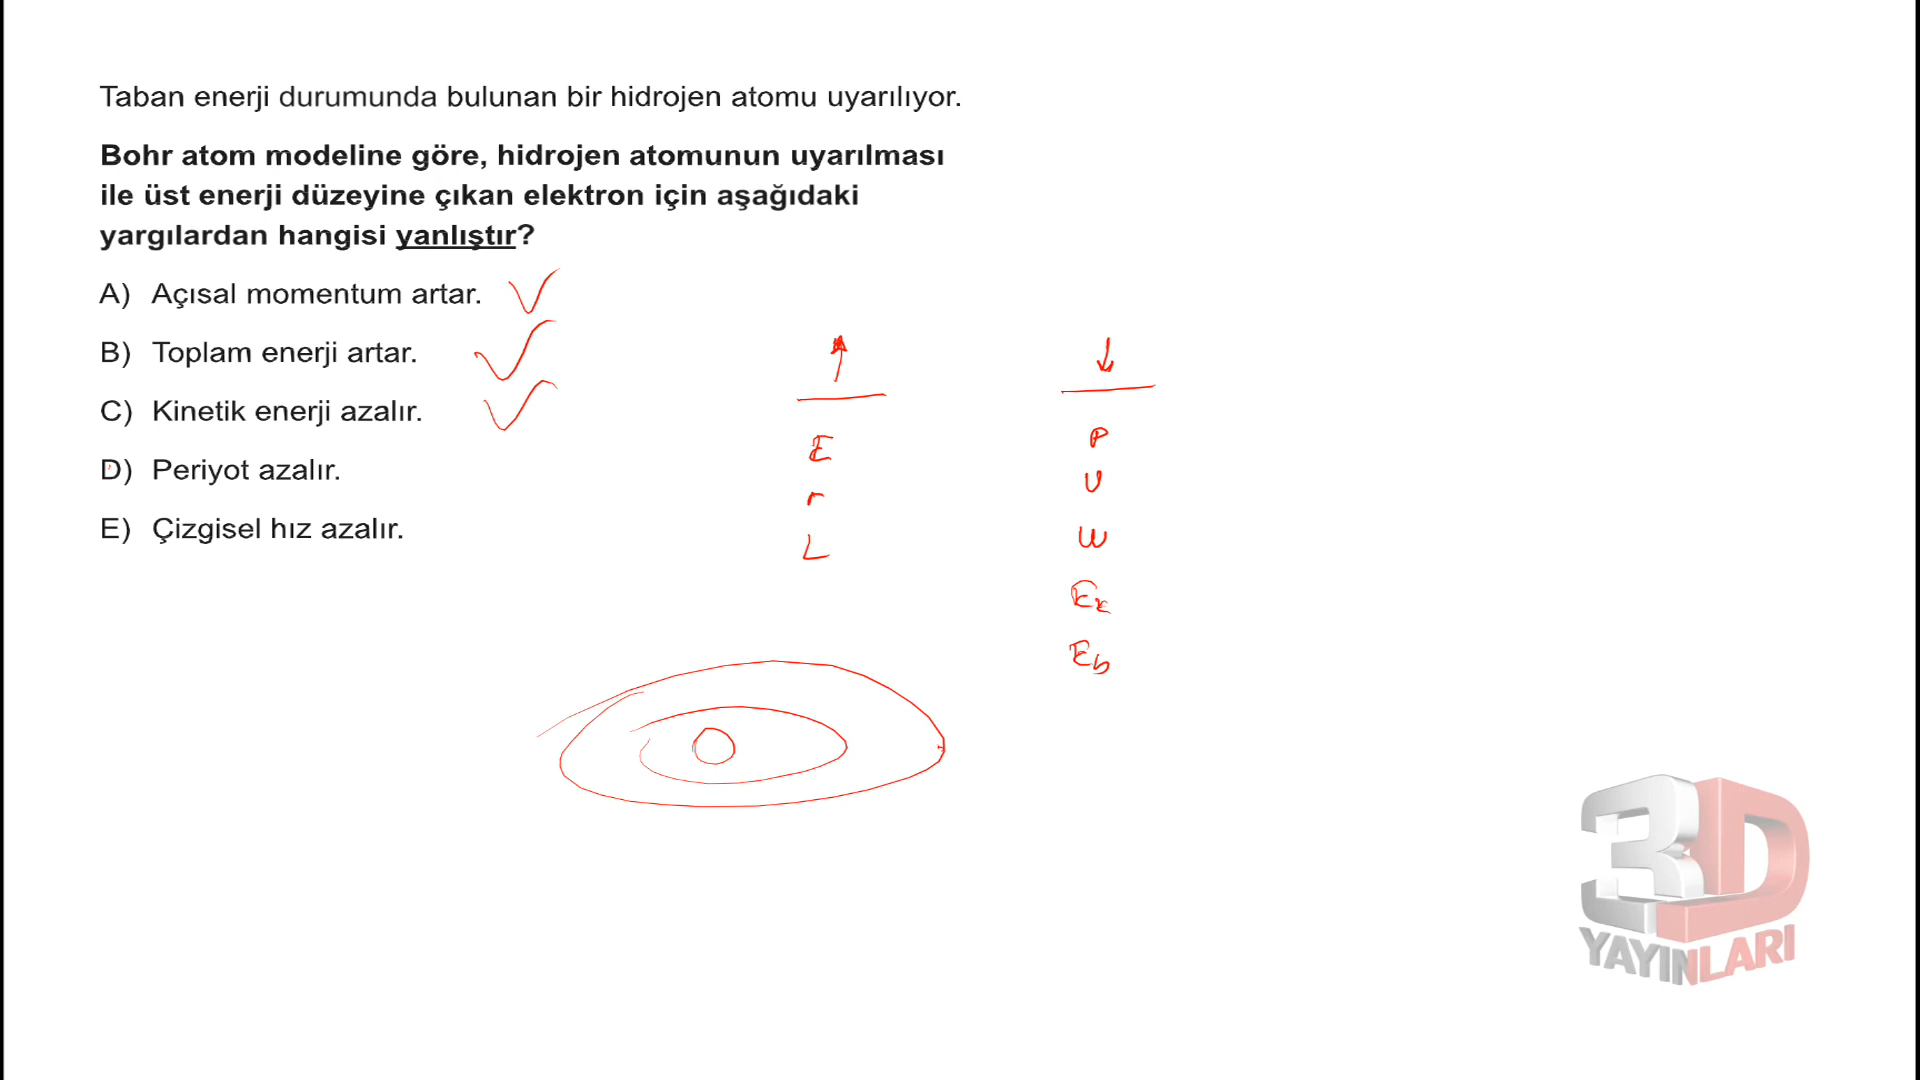 Taban enerji durumunda bulunan bir hidrojen atomu uyarılıyor.
Bohr atom modeline göre, hidrojen atomunun uyarılması
ile üst enerji düzeyine çıkan elektron için aşağıdaki
yargılardan hangisi yanlıştır?
A) Açısal momentum artar.
B) Toplam enerji artar.
C) Kinetik enerji azalır.
D) Periyot azalır.
E) Çizgisel hız azalır.
E
r
L
P
U
W
Ek
Eb
3D
YAYINLARI